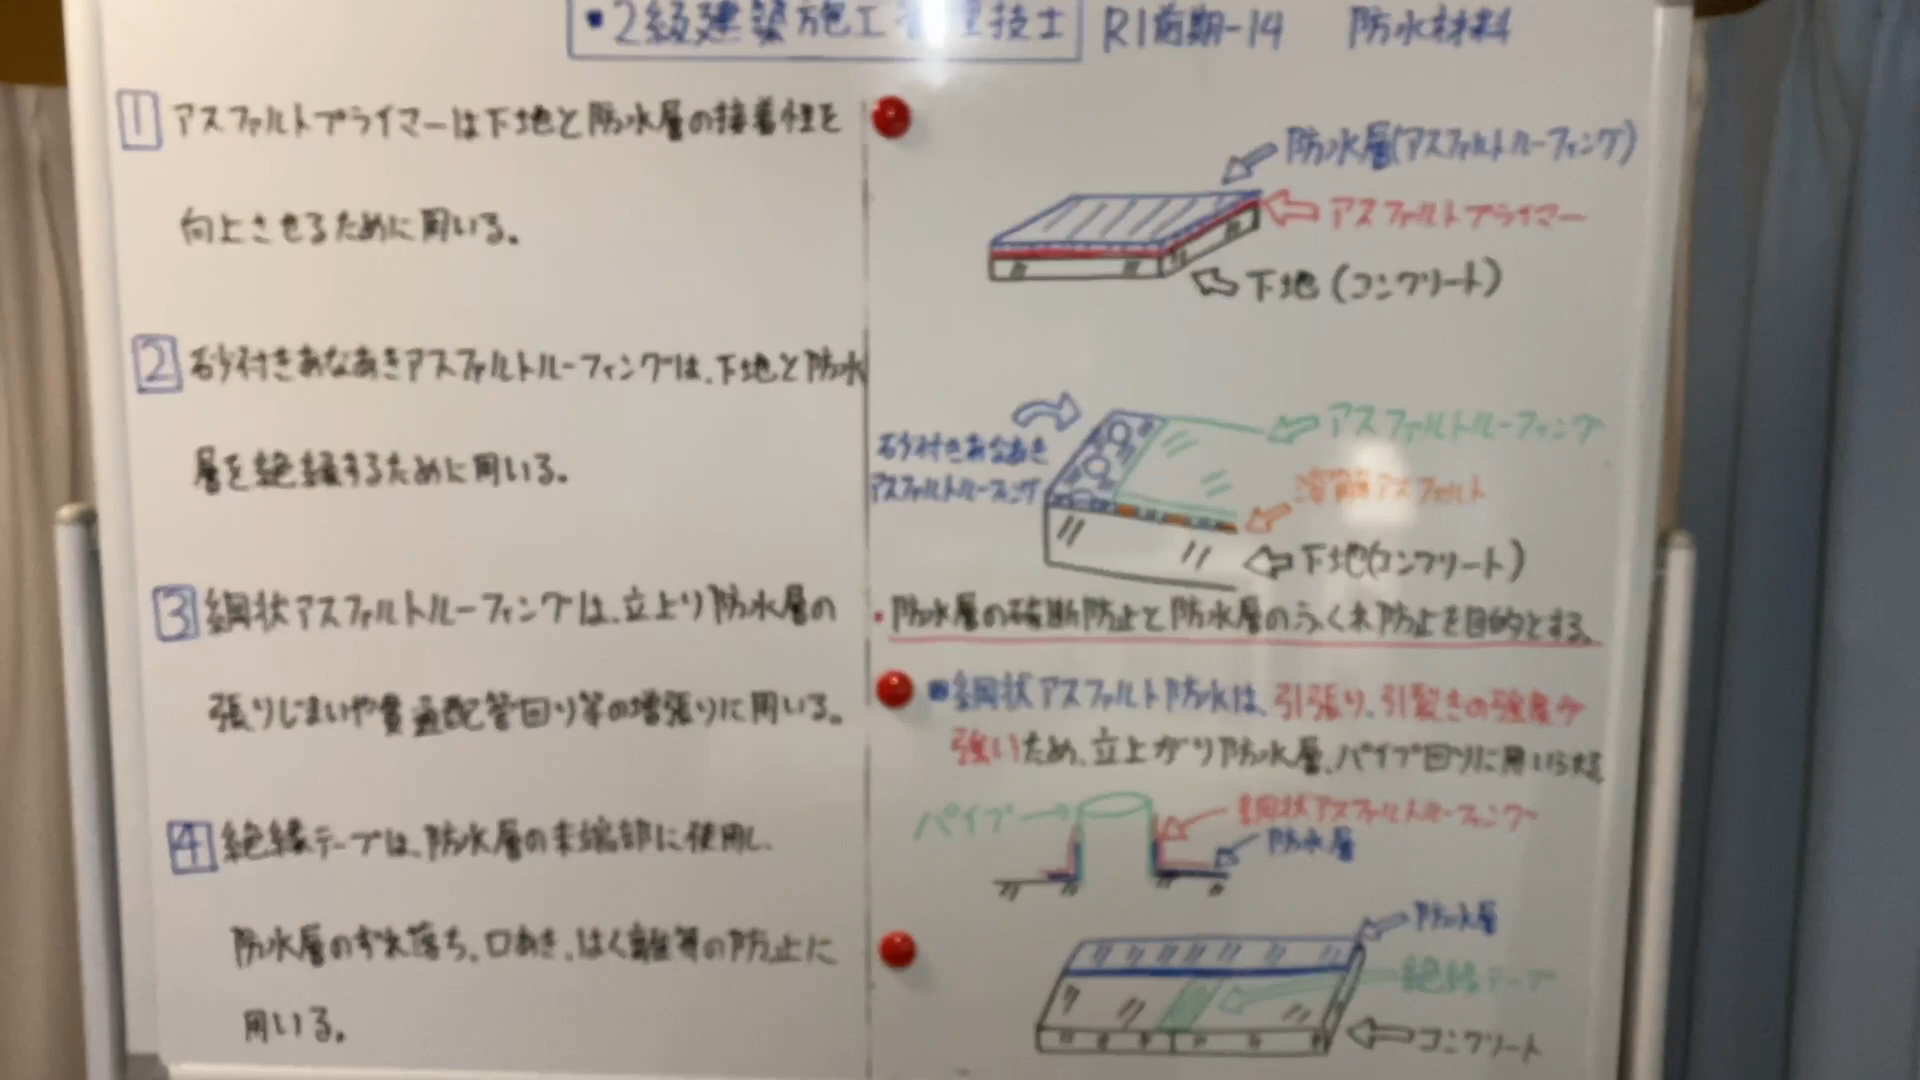 ・2級建築施工管理技士 R1前期-14 防水材料
1 アスファルトプライマーは下地と防水層の接着性を
向上させるために用いる。
防水層(アスファルトルーフィング)
アスファルトプライマー
下地(コンクリート)
2 砂付きあなあきアスファルトルーフィングは、下地と防水
層を絶縁するために用いる。
砂付きあなあき
アスファルトルーフィング
アスファルトルーフィング
溶融アスファルト
下地(コンクリート)
・防水層の破断防止と防水層のふくれ防止を目的とする。
3 網状アスファルトルーフィングは、立上り防水層の
張りじまいや貫通配管回り等の増張りに用いる。
■網状アスファルト防水は、引張り、引裂きの強度が
強いため、立上がり防水層、パイプ回りに用いられる
パイプ
網状アスファルトルーフィング
防水層
4 絶縁テープは、防水層の末端部に使用し、
防水層のずれ落ち、口あき、はく離等の防止に
用いる。
防水層
絶縁テープ
コンクリート